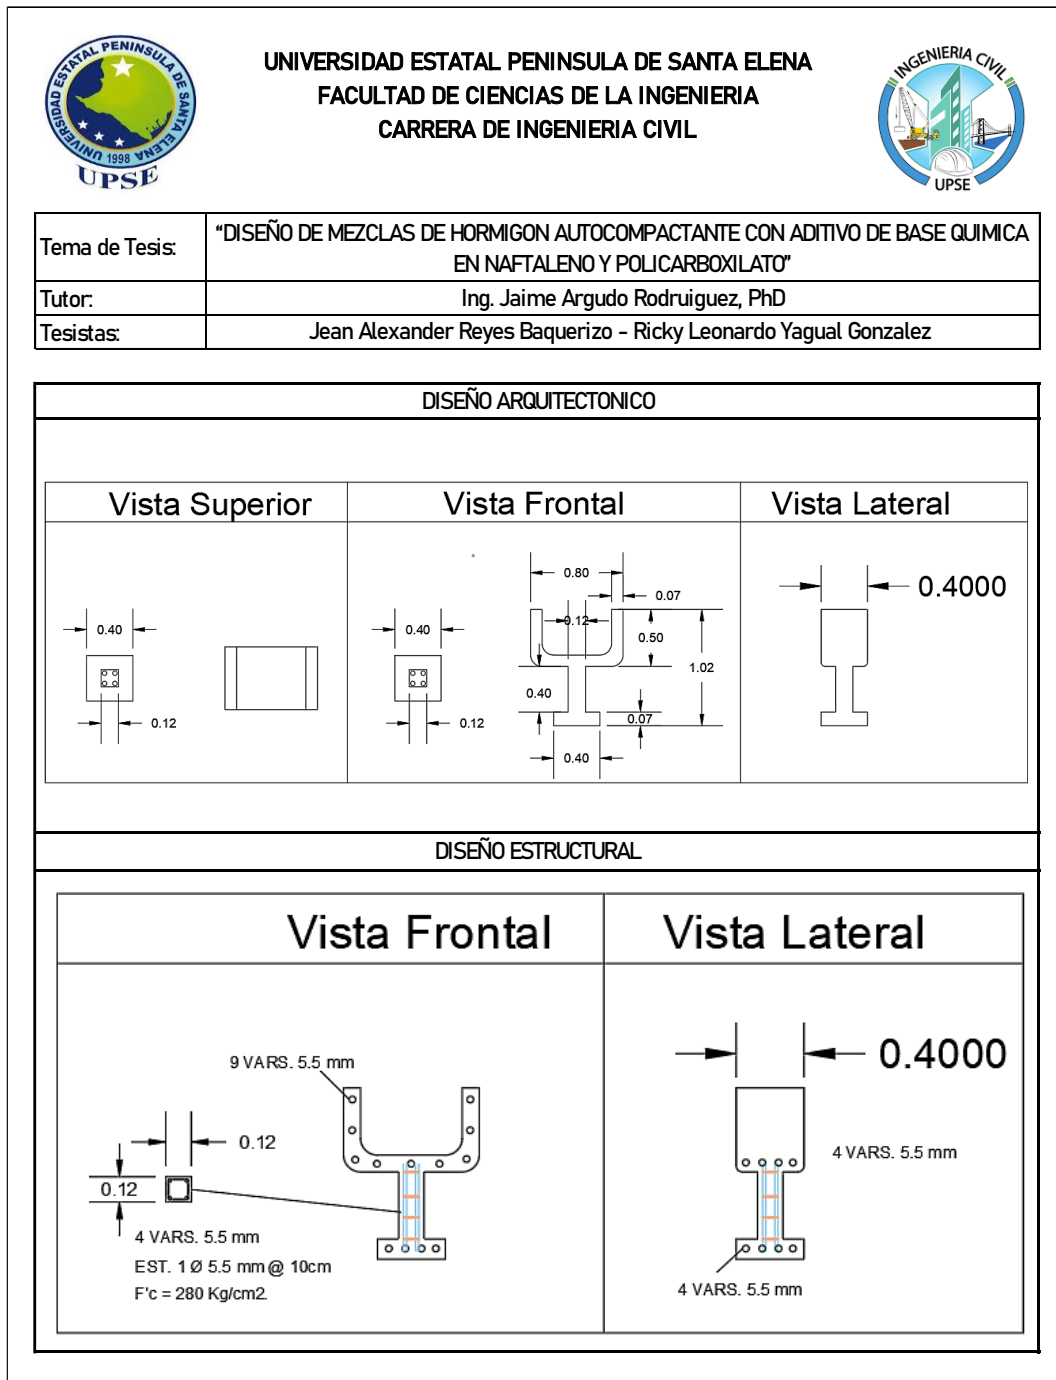 UNIVERSIDAD ESTATAL PENINSULA DE SANTA ELENA
UNIVERSIDAD ESTATAL PENINSULA DE SANTA ELENA
1998
UPSE
FACULTAD DE CIENCIAS DE LA INGENIERIA
CARRERA DE INGENIERIA CIVIL
INGENIERIA CIVIL
UPSE
Tema de Tesis:
"DISEÑO DE MEZCLAS DE HORMIGON AUTOCOMPACTANTE CON ADITIVO DE BASE QUIMICA
EN NAFTALENO Y POLICARBOXILATO"
Tutor:
Ing. Jaime Argudo Rodruiguez, PhD
Tesistas:
Jean Alexander Reyes Baquerizo - Ricky Leonardo Yagual Gonzalez
DISEÑO ARQUITECTONICO
Vista Superior
Vista Frontal
Vista Lateral
0.40
0.12
0.40
0.12
0.80
0.07
0.12
0.50
1.02
0.40
0.07
0.40
0.4000
DISEÑO ESTRUCTURAL
Vista Frontal
Vista Lateral
9 VARS. 5.5 mm
0.12
0.12
4 VARS. 5.5 mm
EST. 1 Ø 5.5 mm @ 10cm
F'c = 280 Kg/cm2.
0.4000
4 VARS. 5.5 mm
4 VARS. 5.5 mm